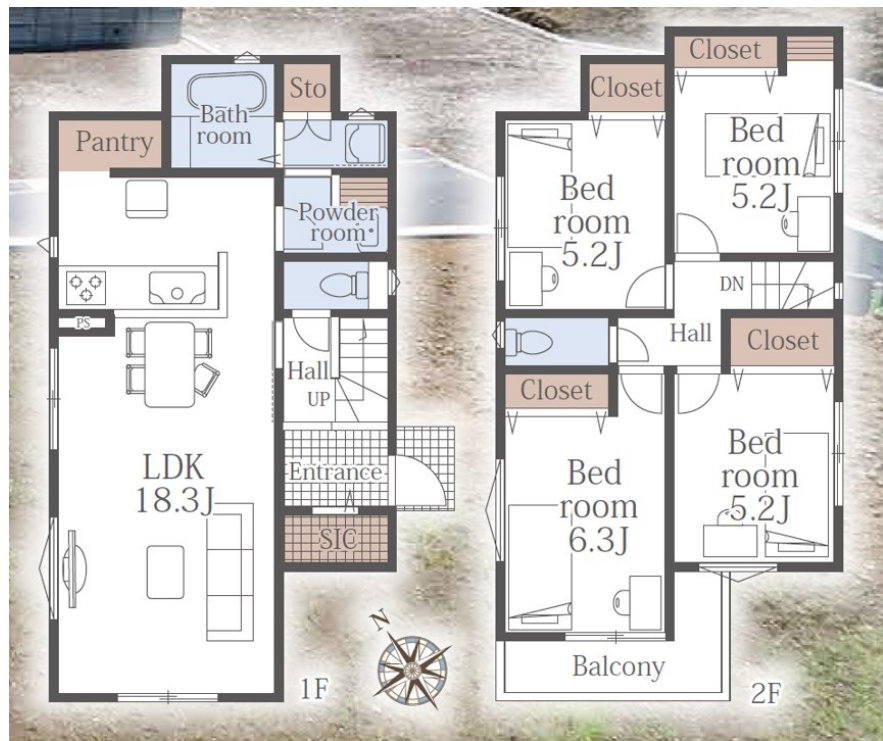 Pantry
Bath
room
Sto
Powder
room
PS
Hall
UP
Entrance
LDK
18.3J
SIC
N
1F
Closet
Closet
Bed
room
5.2J
Bed
room
5.2J
DN
Hall
Closet
Closet
Bed
room
6.3J
Bed
room
5.2J
Balcony
2F